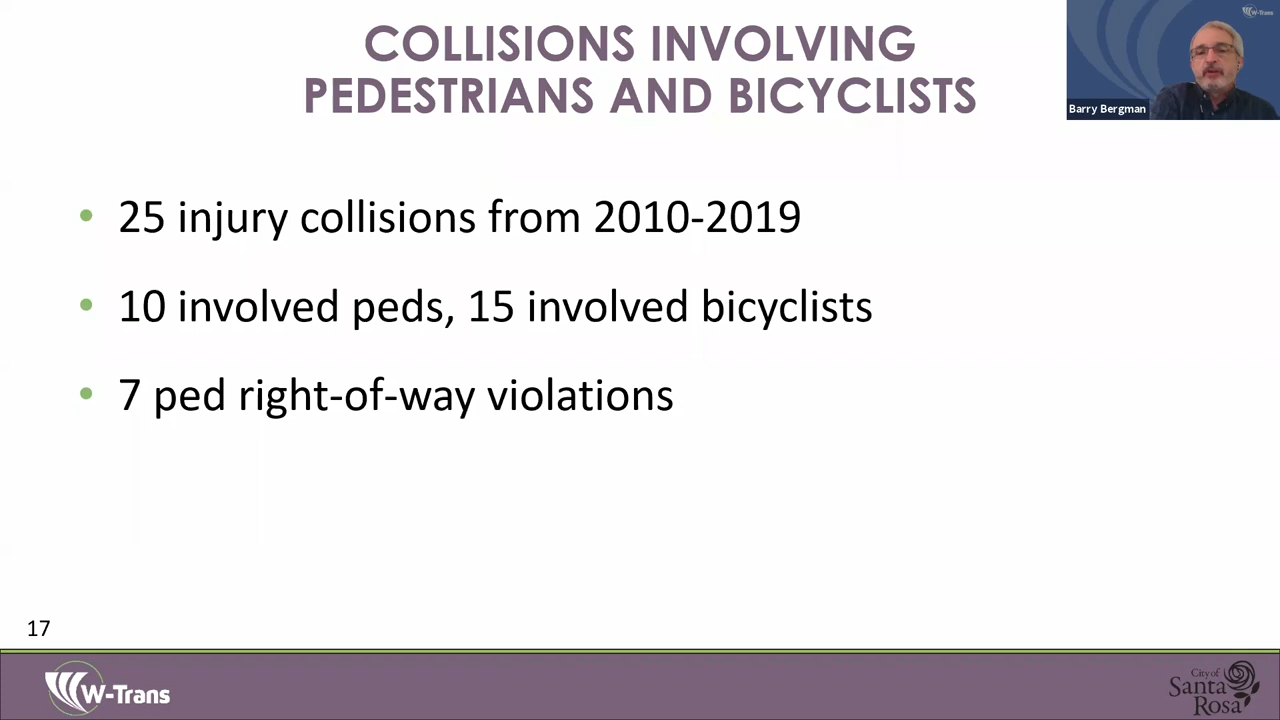 COLLISIONS INVOLVING
PEDESTRIANS AND BICYCLISTS
W-Trans
Barry Bergman
• 25 injury collisions from 2010-2019
• 10 involved peds, 15 involved bicyclists
• 7 ped right-of-way violations
17
W-Trans
City of
Santa
Rosa